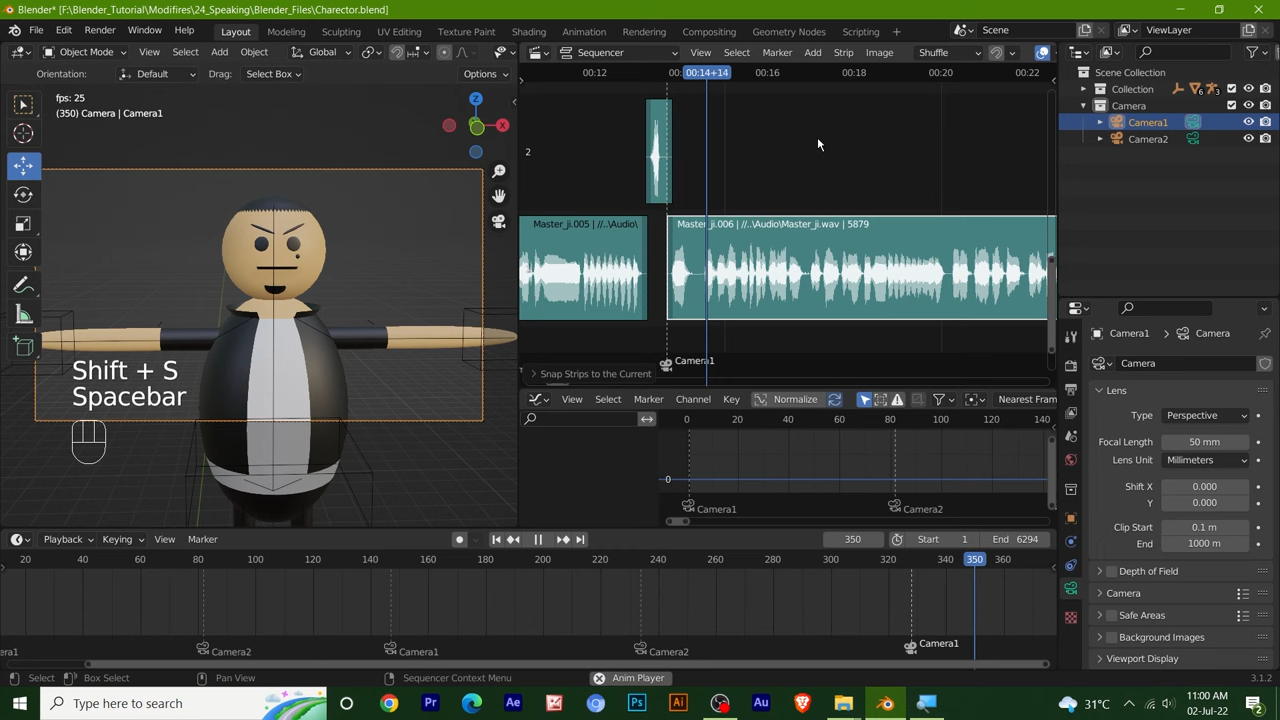 Blender* [F:\Blender_Tutorial\Modifires\24_Speaking\Blender_Files\Charector.blend]
File Edit Render Window Help Layout Modeling Sculpting UV Editing Texture Paint Shading Animation Rendering Compositing Geometry Nodes Scripting + Scene ViewLayer
Object Mode View Select Add Object Global Sequencer View Select Marker Add Strip Image Shuffle
Orientation: Default Drag: Select Box Options
00:12 00:14+14 00:16 00:18 00:20 00:22
Scene Collection
Collection 6 3
Camera
Camera1
Camera2
fps: 25
(350) Camera | Camera1
Z
X
2
Master_ji.005 | //..\Audio\ Master_ji.006 | //..\Audio\Master_ji.wav | 5879
Camera1
Snap Strips to the Current
Shift + S
Spacebar
View Select Marker Channel Key Normalize Nearest Fram
0 20 40 60 80 100 120 140
0
Camera1 Camera2
Camera1 Camera
Camera
Lens
Type Perspective
Focal Length 50 mm
Lens Unit Millimeters
Shift X 0.000
Y 0.000
Clip Start 0.1 m
End 1000 m
Depth of Field
Camera
Safe Areas
Background Images
Viewport Display
Playback Keying View Marker 350 Start 1 End 6294
20 40 60 80 100 120 140 160 180 200 220 240 260 280 300 320 340 350 360
era1 Camera2 Camera1 Camera2 Camera1
Select Box Select Pan View Sequencer Context Menu Anim Player 3.1.2
Type here to search Pr Ae Ps Ai Au 31°C 11:00 AM
02-Jul-22 2